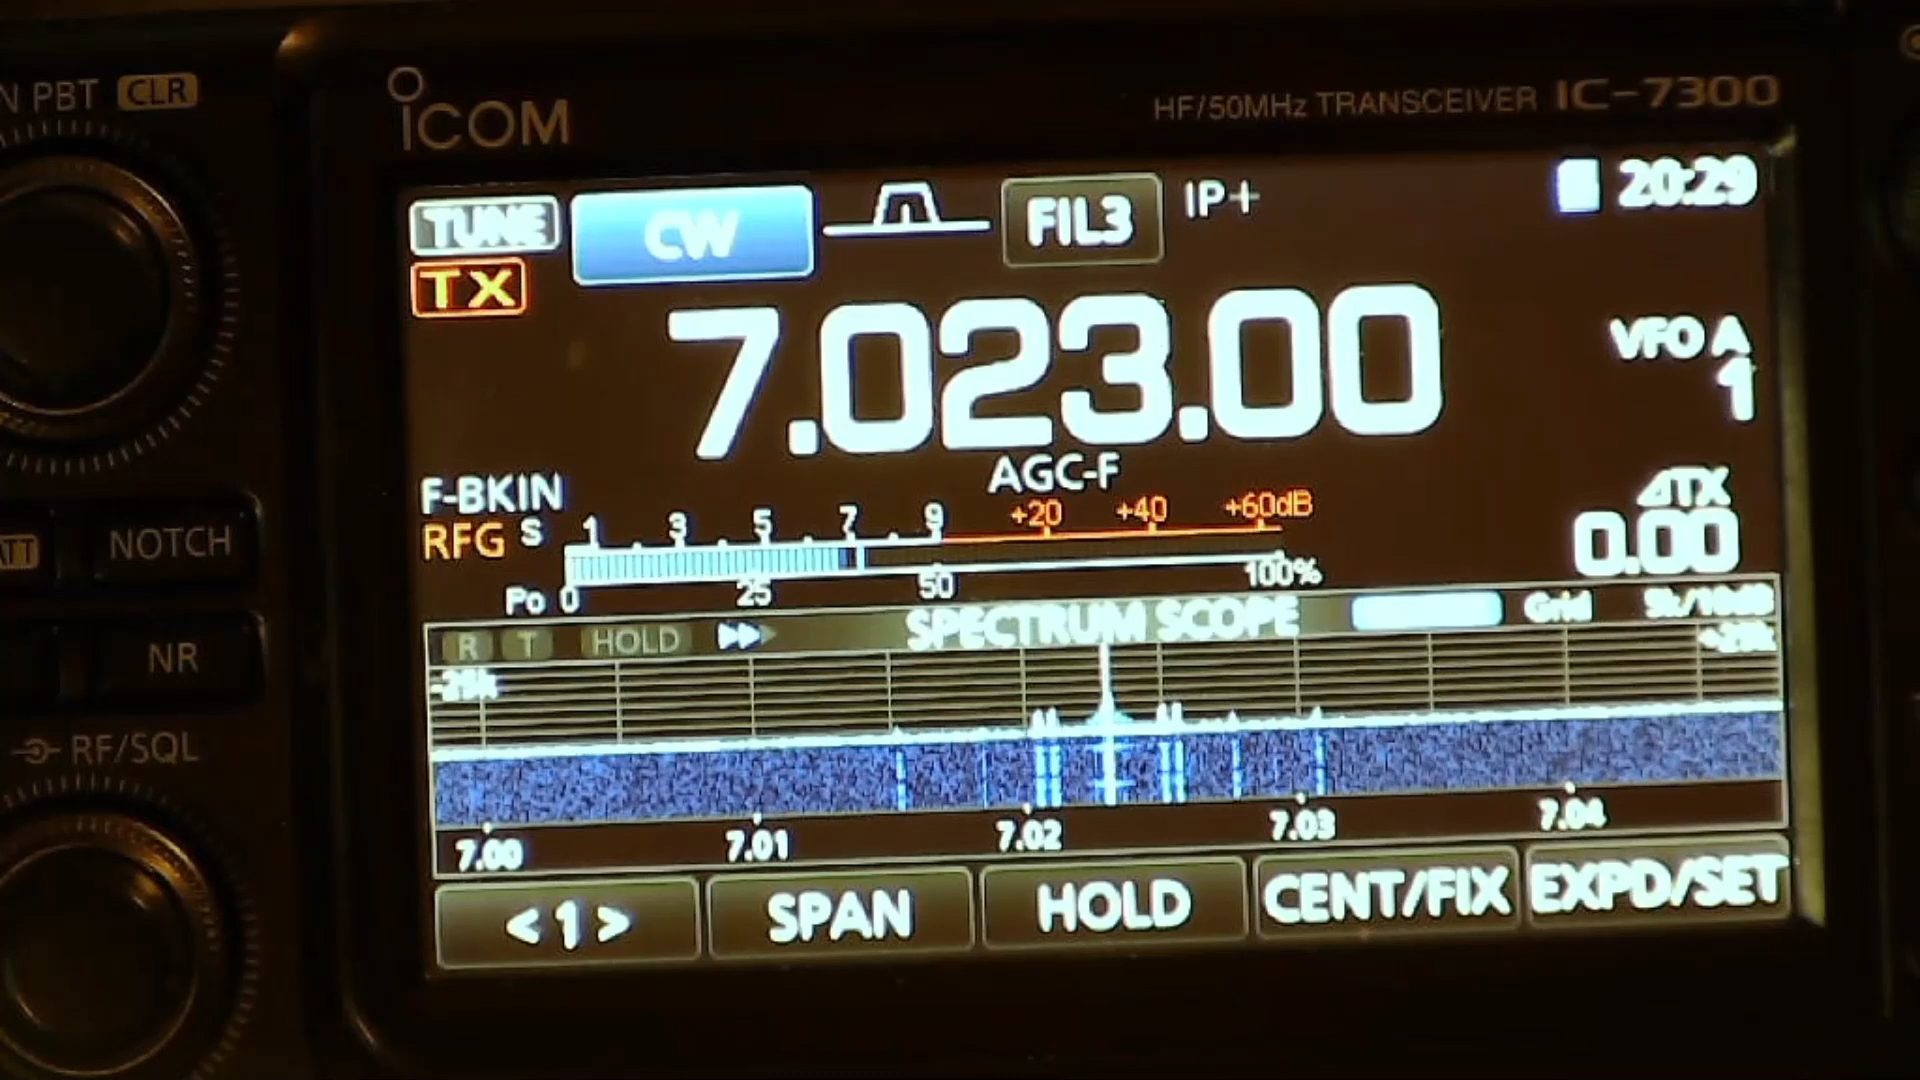 N PBT CLR
ICOM
HF/50MHz TRANSCEIVER IC-7300
TUNE CW FIL3 IP+ 20:29
TX
7.023.00
VFO A
1
AGC-F
F-BKIN
RFG S 1 3 5 7 9 +20 +40 +60dB
ΔTX
0.00
Po 0 25 50 100%
ATT NOTCH
NR
R T HOLD SPECTRUM SCOPE Grid
-25k +25k
RF/SQL
7.00 7.01 7.02 7.03 7.04
<1> SPAN HOLD CENT/FIX EXPD/SET